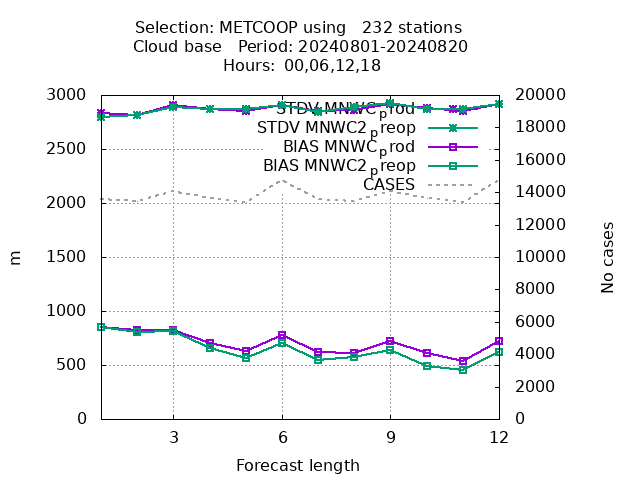 Selection: METCOOP using   232 stations
Cloud base   Period: 20240801-20240820
Hours: 00,06,12,18
3000
2500
2000
1500
1000
500
0
m
STDV MNWC_prod
STDV MNWC2_preop
BIAS MNWC_prod
BIAS MNWC2_preop
CASES
20000
18000
16000
14000
12000
10000
8000
6000
4000
2000
0
No cases
3 6 9 12
Forecast length